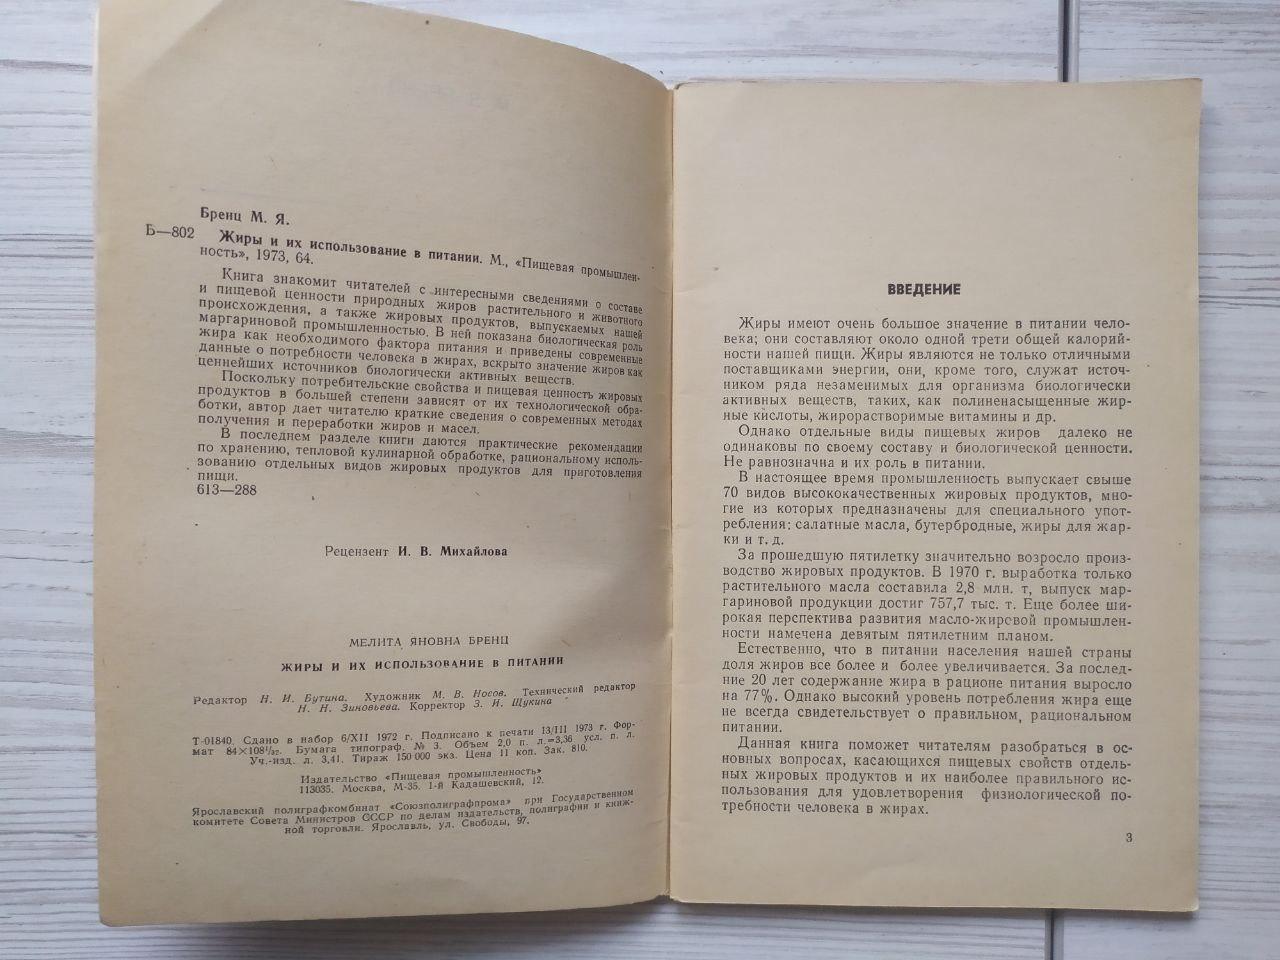 Бренц М. Я.
Б—802
Жиры и их использование в питании. М., «Пищевая промышлен-
ность», 1973, 64.
Книга знакомит читателей с интересными сведениями о составе
и пищевой ценности природных жиров растительного и животного
происхождения, а также жировых продуктов, выпускаемых нашей
маргариновой промышленностью. В ней показана биологическая роль
жира как необходимого фактора питания и приведены современные
данные о потребности человека в жирах, вскрыто значение жиров как
ценнейших источников биологически активных веществ.
Поскольку потребительские свойства и пищевая ценность жировых
продуктов в большей степени зависят от их технологической обра-
ботки, автор дает читателю краткие сведения о современных методах
получения и переработки жиров и масел.
В последнем разделе книги даются практические рекомендации
по хранению, тепловой кулинарной обработке, рациональному исполь-
зованию отдельных видов жировых продуктов для приготовления
пищи.
613—288
Рецензент И. В. Михайлова
МЕЛИТА ЯНОВНА БРЕНЦ
ЖИРЫ И ИХ ИСПОЛЬЗОВАНИЕ В ПИТАНИИ
Редактор Н. И. Бутина. Художник М. В. Носов. Технический редактор
Н. Н. Зиновьева. Корректор З. И. Щукина
Т-01840. Сдано в набор 6/XII 1972 г. Подписано к печати 13/III 1973 г. Фор-
мат 84×108¹/₃₂. Бумага типограф. № 3. Объем 2,0 п. л.=3,36 усл. п. л.
Уч.-изд. л. 3,41. Тираж 150 000 экз. Цена 11 коп. Зак. 810.
Издательство «Пищевая промышленность»
113035. Москва, М-35. 1-й Кадашевский, 12.
Ярославский полиграфкомбинат «Союзполиграфпрома» при Государственном
комитете Совета Министров СССР по делам издательств, полиграфии и книж-
ной торговли. Ярославль, ул. Свободы, 97.
ВВЕДЕНИЕ
Жиры имеют очень большое значение в питании чело-
века; они составляют около одной трети общей калорий-
ности нашей пищи. Жиры являются не только отличными
поставщиками энергии, они, кроме того, служат источ-
ником ряда незаменимых для организма биологически
активных веществ, таких, как полиненасыщенные жир-
ные кислоты, жирорастворимые витамины и др.
Однако отдельные виды пищевых жиров далеко не
одинаковы по своему составу и биологической ценности.
Не равнозначна и их роль в питании.
В настоящее время промышленность выпускает свыше
70 видов высококачественных жировых продуктов, мно-
гие из которых предназначены для специального упот-
ребления: салатные масла, бутербродные, жиры для жар-
ки и т. д.
За прошедшую пятилетку значительно возросло произ-
водство жировых продуктов. В 1970 г. выработка только
растительного масла составила 2,8 млн. т, выпуск мар-
гариновой продукции достиг 757,7 тыс. т. Еще более ши-
рокая перспектива развития масло-жировой промышлен-
ности намечена девятым пятилетним планом.
Естественно, что в питании населения нашей страны
доля жиров все более и более увеличивается. За послед-
ние 20 лет содержание жира в рационе питания выросло
на 77%. Однако высокий уровень потребления жира еще
не всегда свидетельствует о правильном, рациональном
питании.
Данная книга поможет читателям разобраться в ос-
новных вопросах, касающихся пищевых свойств отдель-
ных жировых продуктов и их наиболее правильного ис-
пользования для удовлетворения физиологической по-
требности человека в жирах.
3